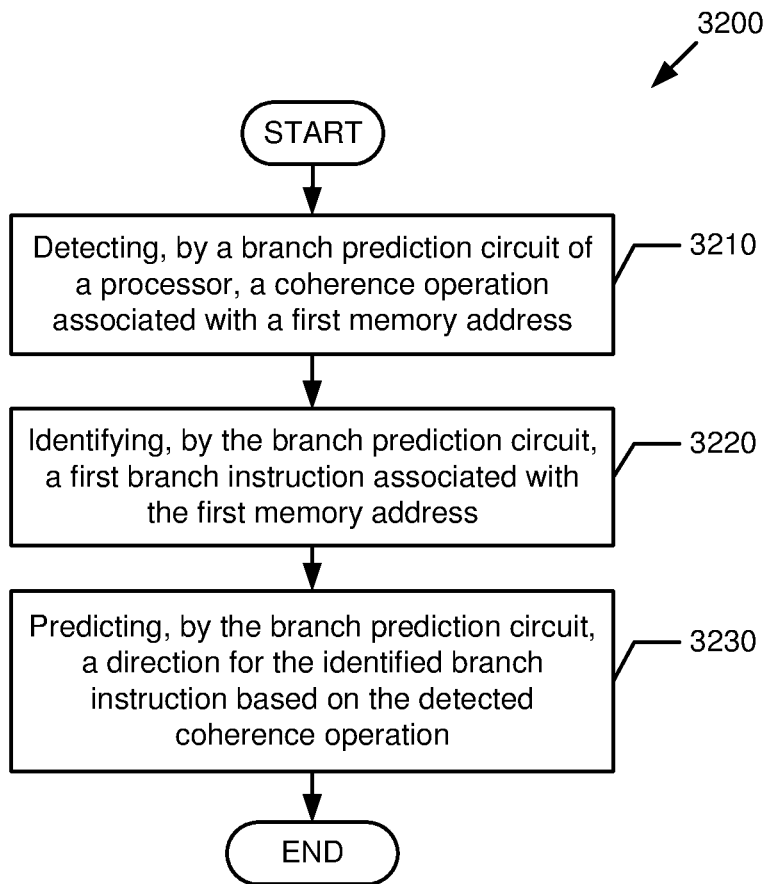 3200
START
Detecting, by a branch prediction circuit of
a processor, a coherence operation
associated with a first memory address
3210
Identifying, by the branch prediction circuit,
a first branch instruction associated with
the first memory address
3220
Predicting, by the branch prediction circuit,
a direction for the identified branch
instruction based on the detected
coherence operation
3230
END